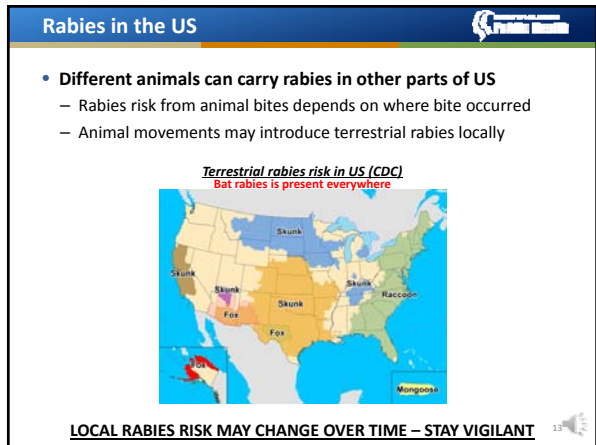 Rabies in the US
Public Health
• Different animals can carry rabies in other parts of US
– Rabies risk from animal bites depends on where bite occurred
– Animal movements may introduce terrestrial rabies locally
Terrestrial rabies risk in US (CDC)
Bat rabies is present everywhere
Skunk
Skunk
Skunk
Skunk
Raccoon
Skunk
Fox
Fox
Fox
Mongoose
LOCAL RABIES RISK MAY CHANGE OVER TIME – STAY VIGILANT
13